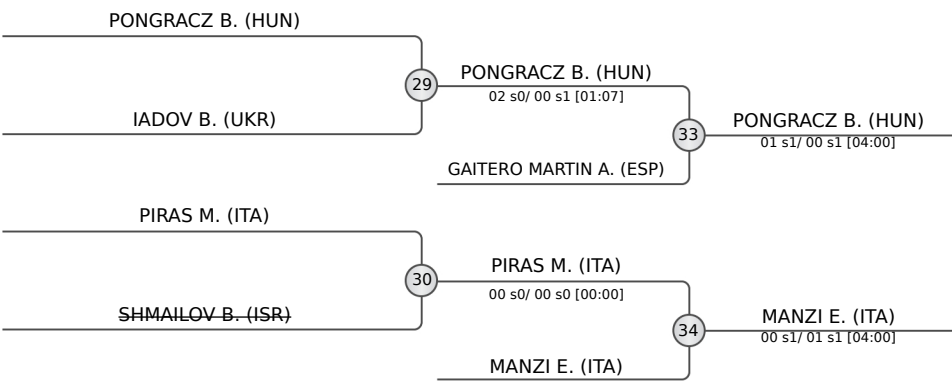 PONGRACZ B. (HUN)
29
PONGRACZ B. (HUN)
02 s0/ 00 s1 [01:07]
IADOV B. (UKR)
33
PONGRACZ B. (HUN)
01 s1/ 00 s1 [04:00]
GAITERO MARTIN A. (ESP)
PIRAS M. (ITA)
30
PIRAS M. (ITA)
00 s0/ 00 s0 [00:00]
SHMAILOV B. (ISR)
34
MANZI E. (ITA)
00 s1/ 01 s1 [04:00]
MANZI E. (ITA)